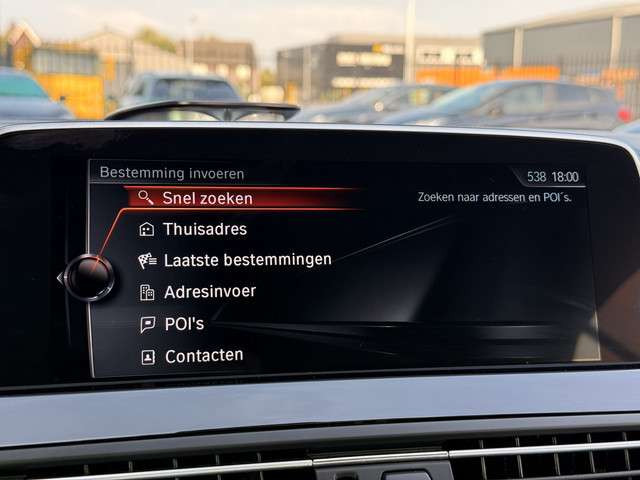 Bestemming invoeren
538 18:00
Snel zoeken
Zoeken naar adressen en POI´s.
Thuisadres
Laatste bestemmingen
Adresinvoer
POI's
Contacten